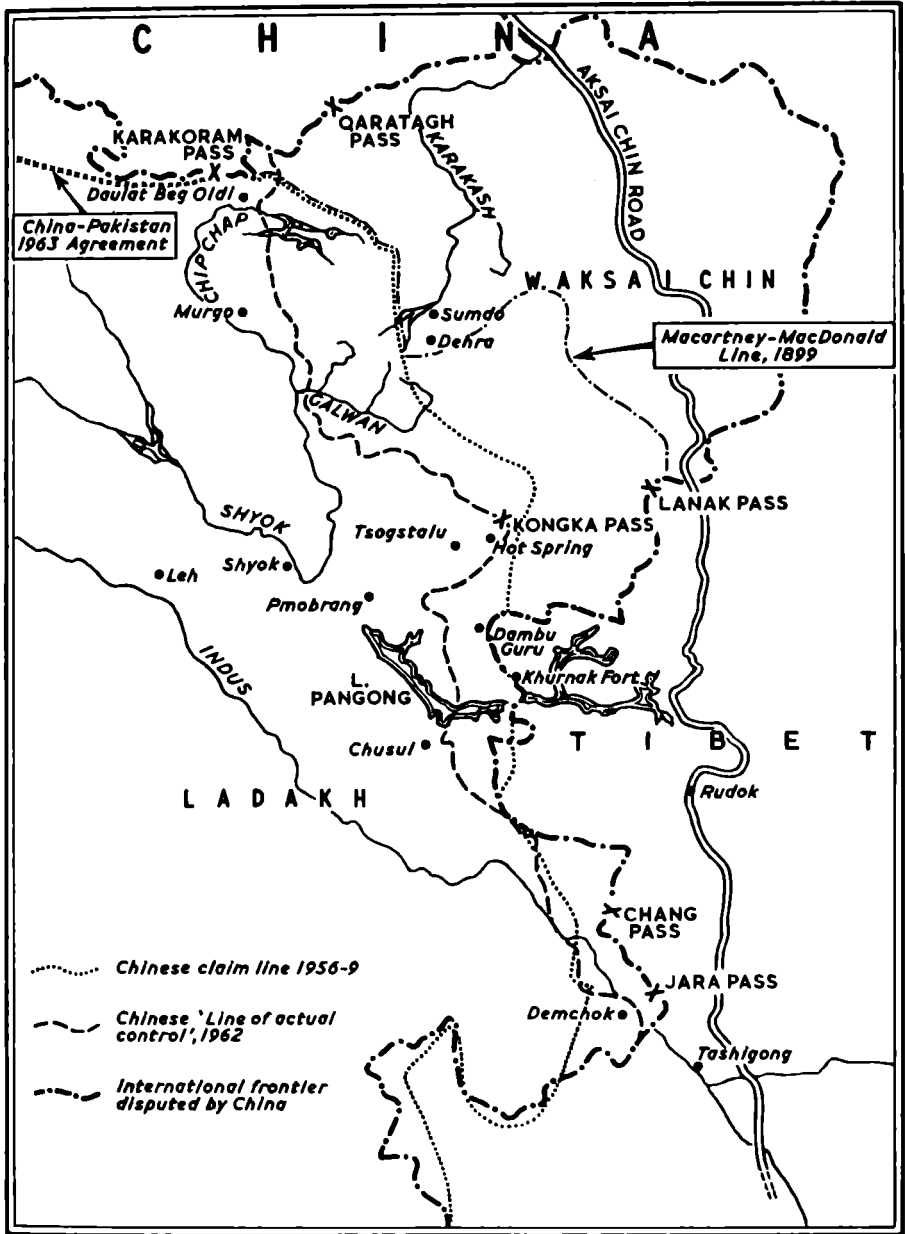 C H I N A
AKSAI CHIN ROAD
QARATAGH
PASS
KARAKORAM
PASS
KARAKASH
Daulat Beg Oldi
China-Pakistan
1963 Agreement
CHIP CHAP
W. AKSAI CHIN
Murgo
Sumdo
Dehra
Macartney-MacDonald
Line, 1899
GALWAN
LANAK PASS
SHYOK
KONGKA PASS
Tsogstalu
Hot Spring
Leh
Shyok
Pmobrang
Dambu
Guru
INDUS
Khurnak Fort
L.
PANGONG
Chusul
T I B E T
LADAKH
Rudok
CHANG
PASS
Chinese claim line 1956-9
JARA PASS
Chinese 'Line of actual
control', 1962
Demchok
Tashigong
International frontier
disputed by China